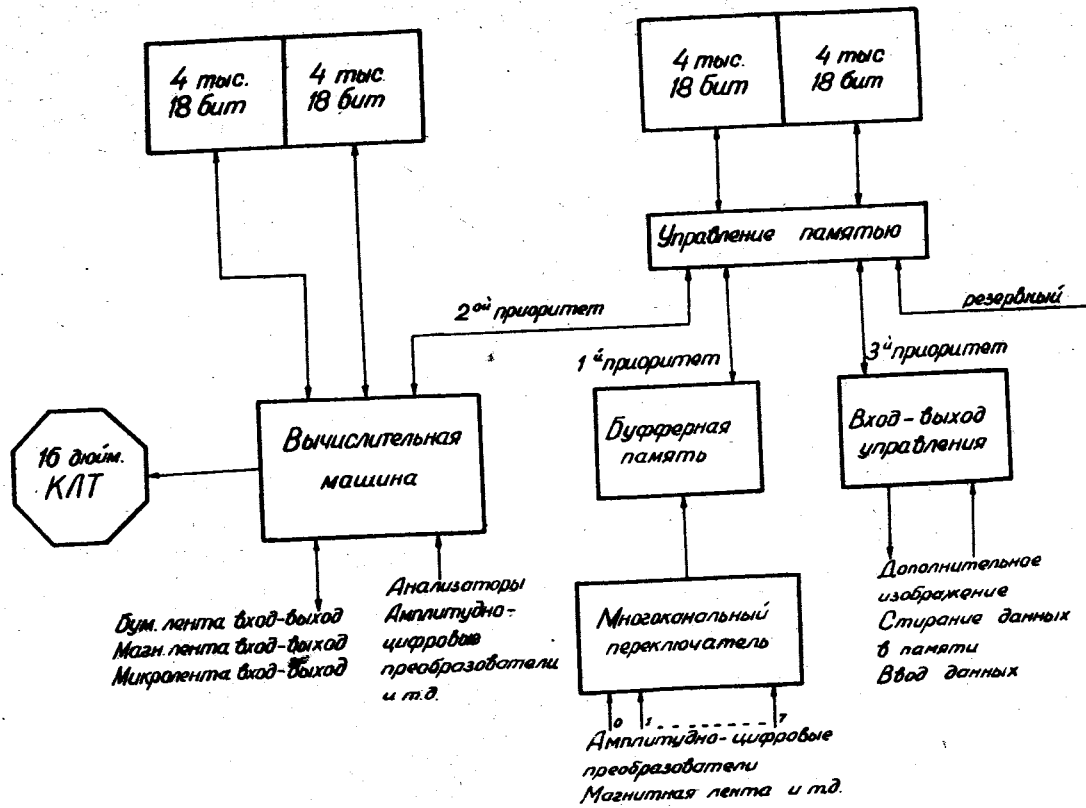 4 тыс.
18 бит
4 тыс.
18 бит
4 тыс.
18 бит
4 тыс.
18 бит
Управление памятью
2ой приоритет
резервный
1й приоритет
3й приоритет
16 дюйм.
КЛТ
Вычислительная
машина
Буфферная
память
Вход-выход
управления
Бум. лента вход-выход
Магн. лента вход-выход
Микролента вход-выход
Анализаторы
Амплитудно-
цифровые
преобразователи
и т.д.
Многоканальный
переключатель
Дополнительное
изображение
Стирание данных
в памяти
Ввод данных
0 1 7
Амплитудно-цифровые
преобразователи
Магнитная лента и т.д.